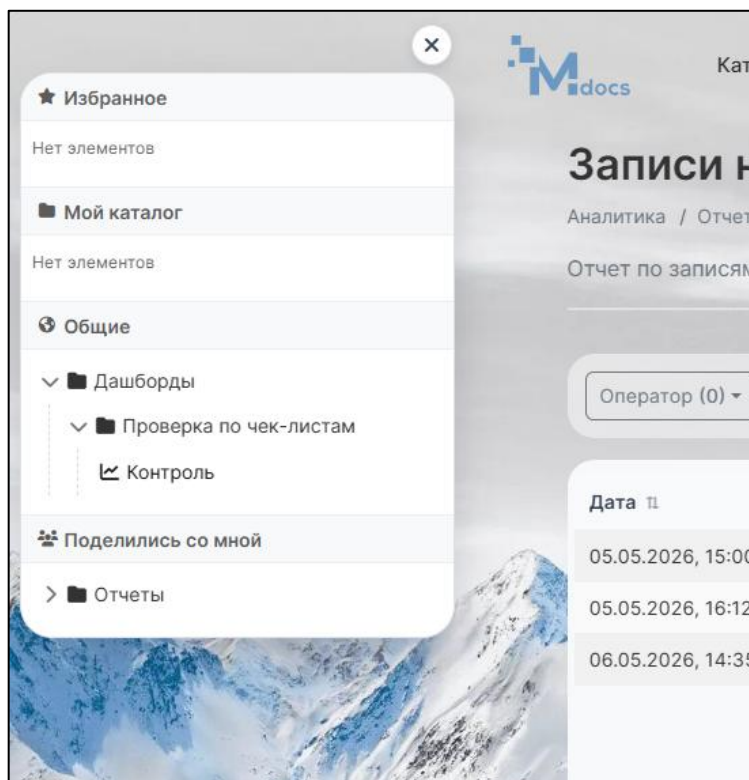 Избранное
Нет элементов
Мой каталог
Нет элементов
Общие
Дашборды
Проверка по чек-листам
Контроль
Поделились со мной
Отчеты
Mdocs
Кат
Записи н
Аналитика / Отчет
Отчет по записям
Оператор (0)
Дата
05.05.2026, 15:00
05.05.2026, 16:12
06.05.2026, 14:35